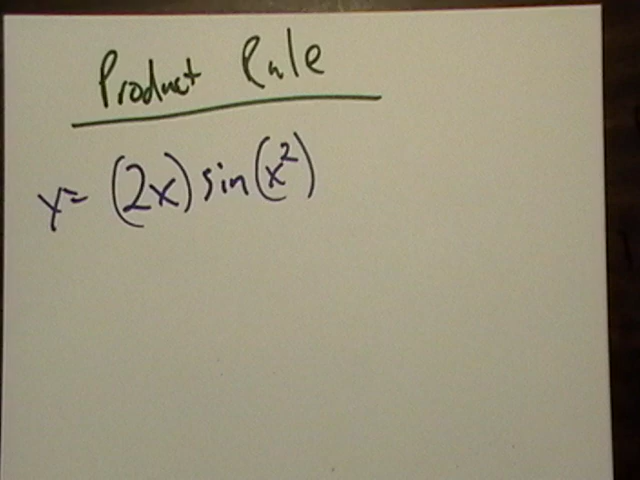 Product Rule
y= (2x) sin(x²)